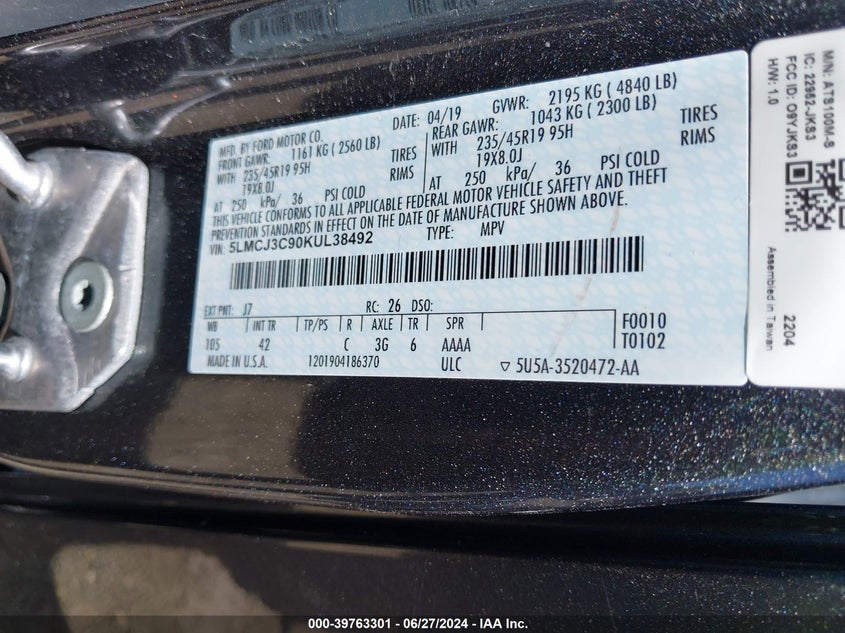 MFD. BY FORD MOTOR CO.
DATE: 04/19 GVWR: 2195 KG ( 4840 LB)
FRONT GAWR: 1161 KG ( 2560 LB)
REAR GAWR: 1043 KG ( 2300 LB)
WITH 235/45R19 95H TIRES
WITH 235/45R19 95H TIRES
19X8.0J RIMS
19X8.0J RIMS
AT 250 kPa/ 36 PSI COLD
AT 250 kPa/ 36 PSI COLD
THIS VEHICLE CONFORMS TO ALL APPLICABLE FEDERAL MOTOR VEHICLE SAFETY AND THEFT
PREVENTION STANDARDS IN EFFECT ON THE DATE OF MANUFACTURE SHOWN ABOVE.
VIN: 5LMCJ3C90KUL38492 TYPE: MPV
EXT PNT: J7 RC: 26 DSO:
WB INT TR TP/PS R AXLE TR SPR F0010
105 42 C 3G 6 AAAA T0102
MADE IN U.S.A. 1201904186370 ULC ▽ 5U5A-3520472-AA
M/N: ATS100M-S
IC: 22982-JKS3
FCC ID: O9YJKS3
H/W: 1.0
Assembled in Taiwan
2204
000-39763301 - 06/27/2024 - IAA Inc.